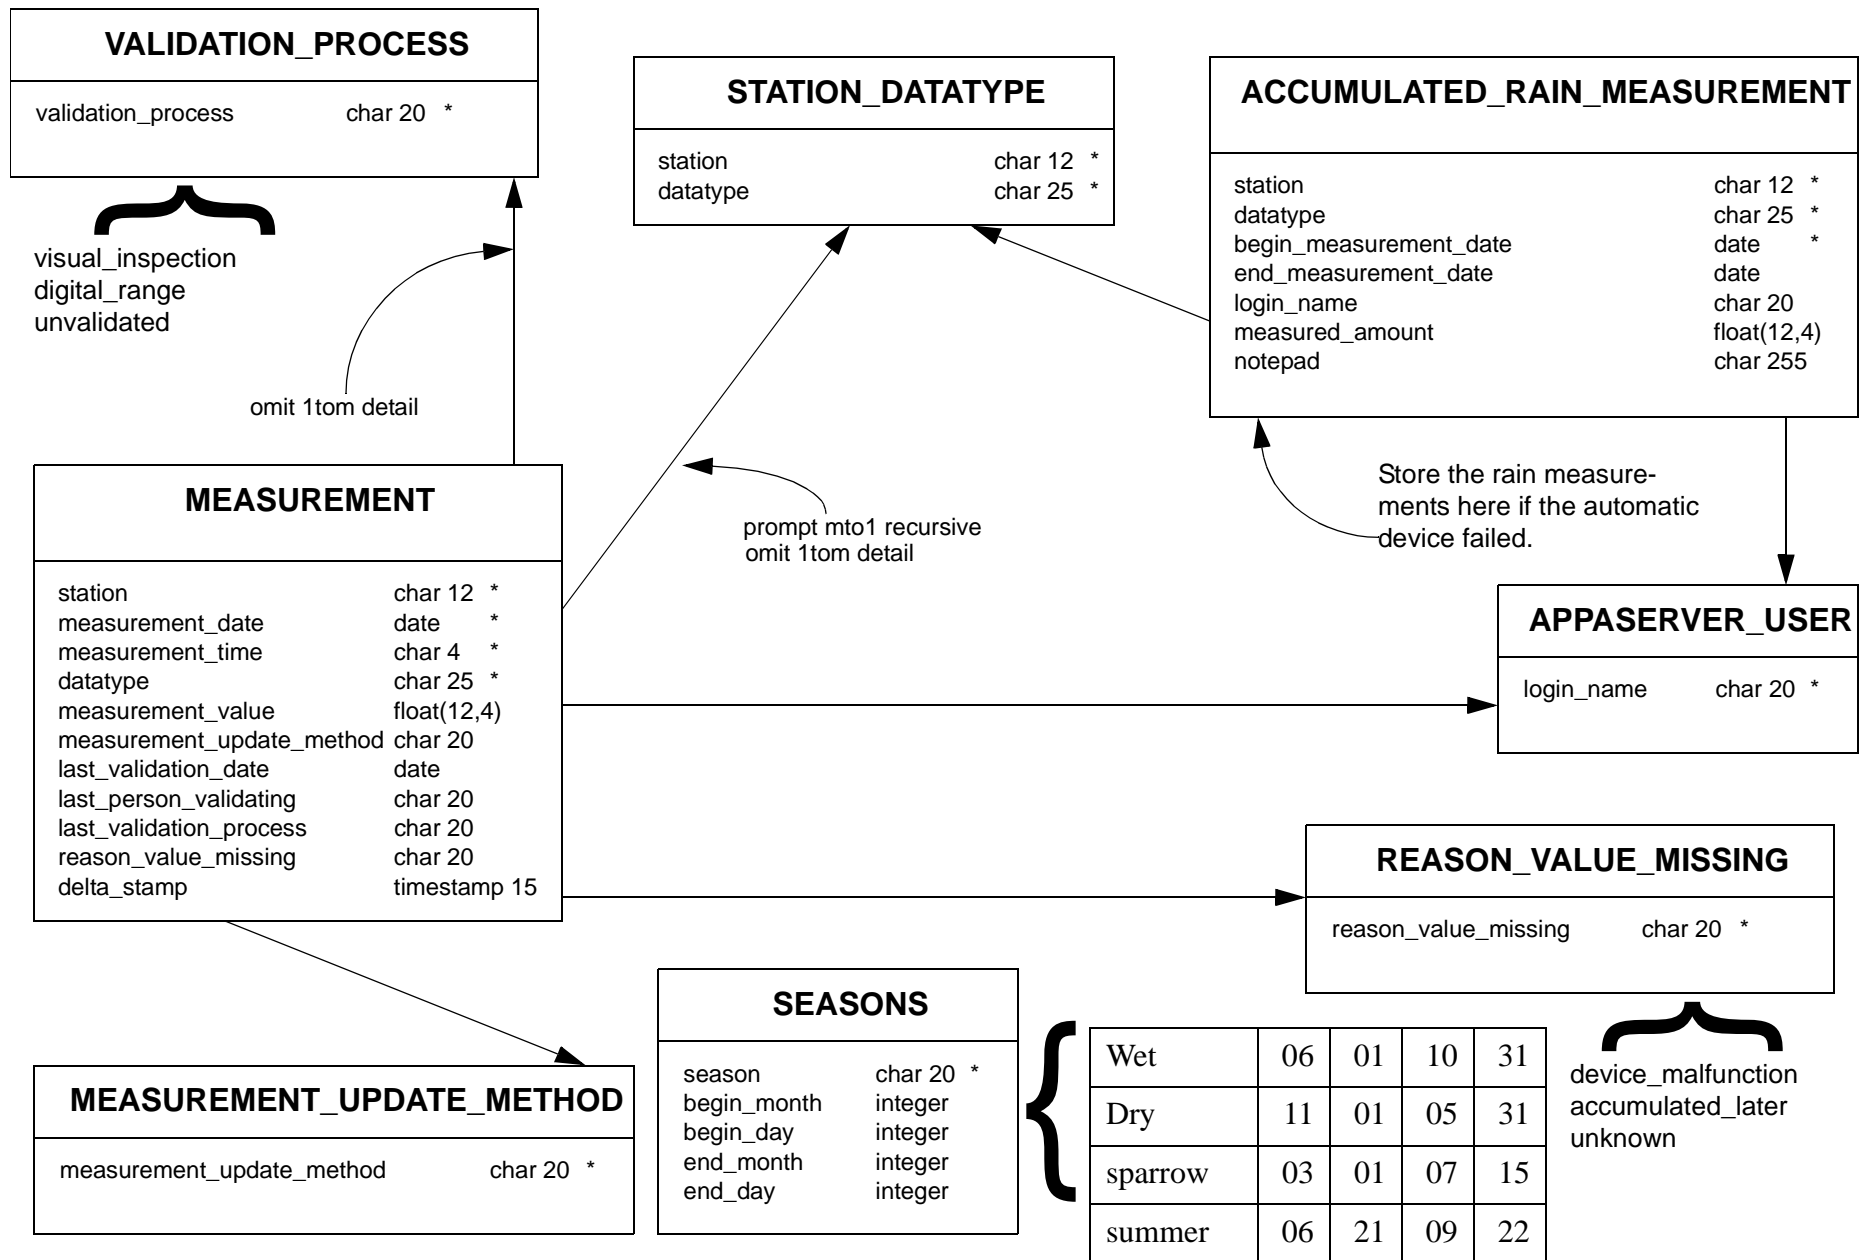 VALIDATION_PROCESS
validation_process char 20 *
visual_inspection
digital_range
unvalidated
omit 1tom detail
STATION_DATATYPE
station char 12 *
datatype char 25 *
ACCUMULATED_RAIN_MEASUREMENT
station char 12 *
datatype char 25 *
begin_measurement_date date *
end_measurement_date date
login_name char 20
measured_amount float(12,4)
notepad char 255
Store the rain measure-
ments here if the automatic
device failed.
prompt mto1 recursive
omit 1tom detail
MEASUREMENT
station char 12 *
measurement_date date *
measurement_time char 4 *
datatype char 25 *
measurement_value float(12,4)
measurement_update_method char 20
last_validation_date date
last_person_validating char 20
last_validation_process char 20
reason_value_missing char 20
delta_stamp timestamp 15
APPASERVER_USER
login_name char 20 *
REASON_VALUE_MISSING
reason_value_missing char 20 *
device_malfunction
accumulated_later
unknown
MEASUREMENT_UPDATE_METHOD
measurement_update_method char 20 *
SEASONS
season char 20 *
begin_month integer
begin_day integer
end_month integer
end_day integer
Wet 06 01 10 31
Dry 11 01 05 31
sparrow 03 01 07 15
summer 06 21 09 22